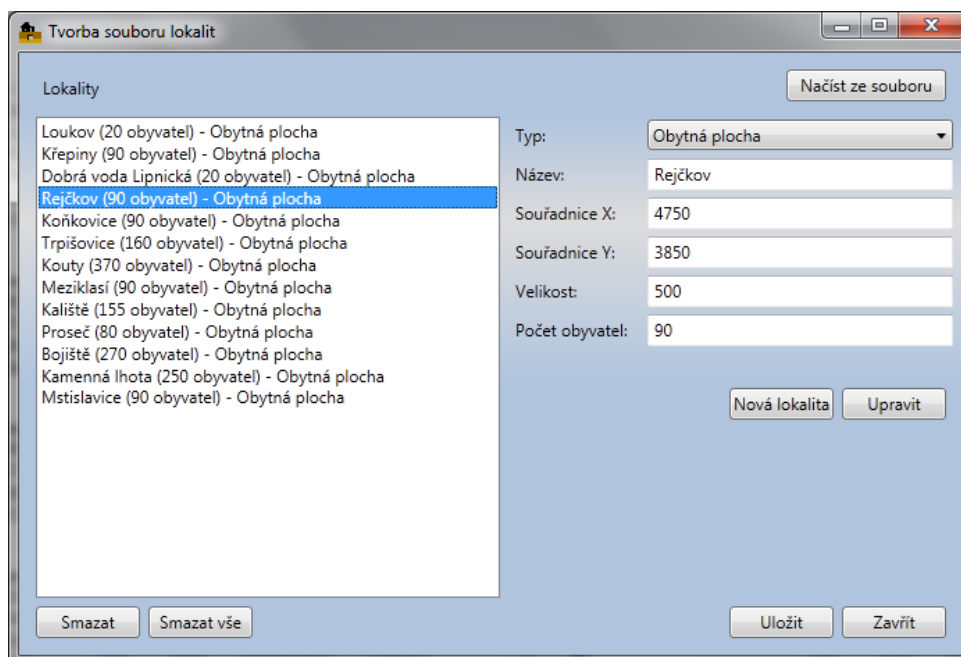 Tvorba souboru lokalit
Lokality
Načíst ze souboru
Loukov (20 obyvatel) - Obytná plocha
Křepiny (90 obyvatel) - Obytná plocha
Dobrá voda Lipnická (20 obyvatel) - Obytná plocha
Rejčkov (90 obyvatel) - Obytná plocha
Koňkovice (90 obyvatel) - Obytná plocha
Trpišovice (160 obyvatel) - Obytná plocha
Kouty (370 obyvatel) - Obytná plocha
Meziklasí (90 obyvatel) - Obytná plocha
Kaliště (155 obyvatel) - Obytná plocha
Proseč (80 obyvatel) - Obytná plocha
Bojiště (270 obyvatel) - Obytná plocha
Kamenná lhota (250 obyvatel) - Obytná plocha
Mstislavice (90 obyvatel) - Obytná plocha
Typ: Obytná plocha
Název: Rejčkov
Souřadnice X: 4750
Souřadnice Y: 3850
Velikost: 500
Počet obyvatel: 90
Nová lokalita Upravit
Smazat Smazat vše Uložit Zavřít